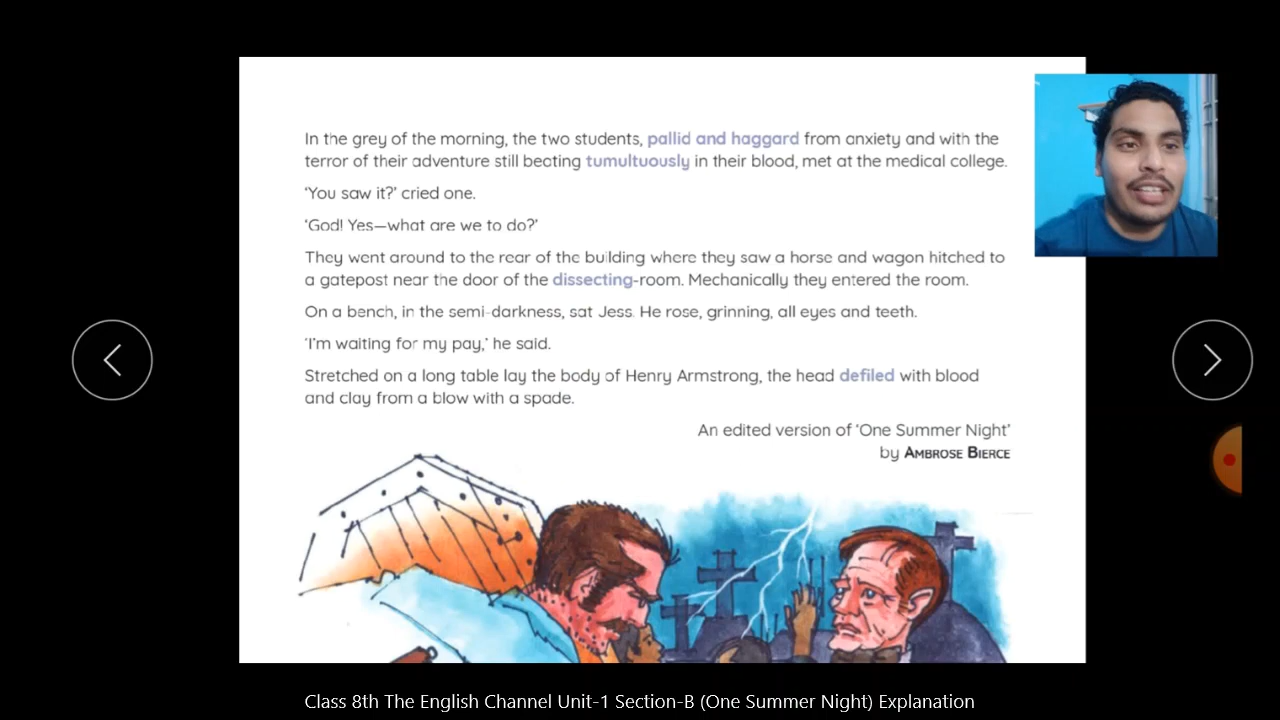 In the grey of the morning, the two students, pallid and haggard from anxiety and with the
terror of their adventure still beating tumultuously in their blood, met at the medical college.
‘You saw it?’ cried one.
‘God! Yes—what are we to do?’
They went around to the rear of the building where they saw a horse and wagon hitched to
a gatepost near the door of the dissecting-room. Mechanically they entered the room.
On a bench, in the semi-darkness, sat Jess. He rose, grinning, all eyes and teeth.
‘I’m waiting for my pay,’ he said.
Stretched on a long table lay the body of Henry Armstrong, the head defiled with blood
and clay from a blow with a spade.
An edited version of ‘One Summer Night’
by AMBROSE BIERCE
Class 8th The English Channel Unit-1 Section-B (One Summer Night) Explanation